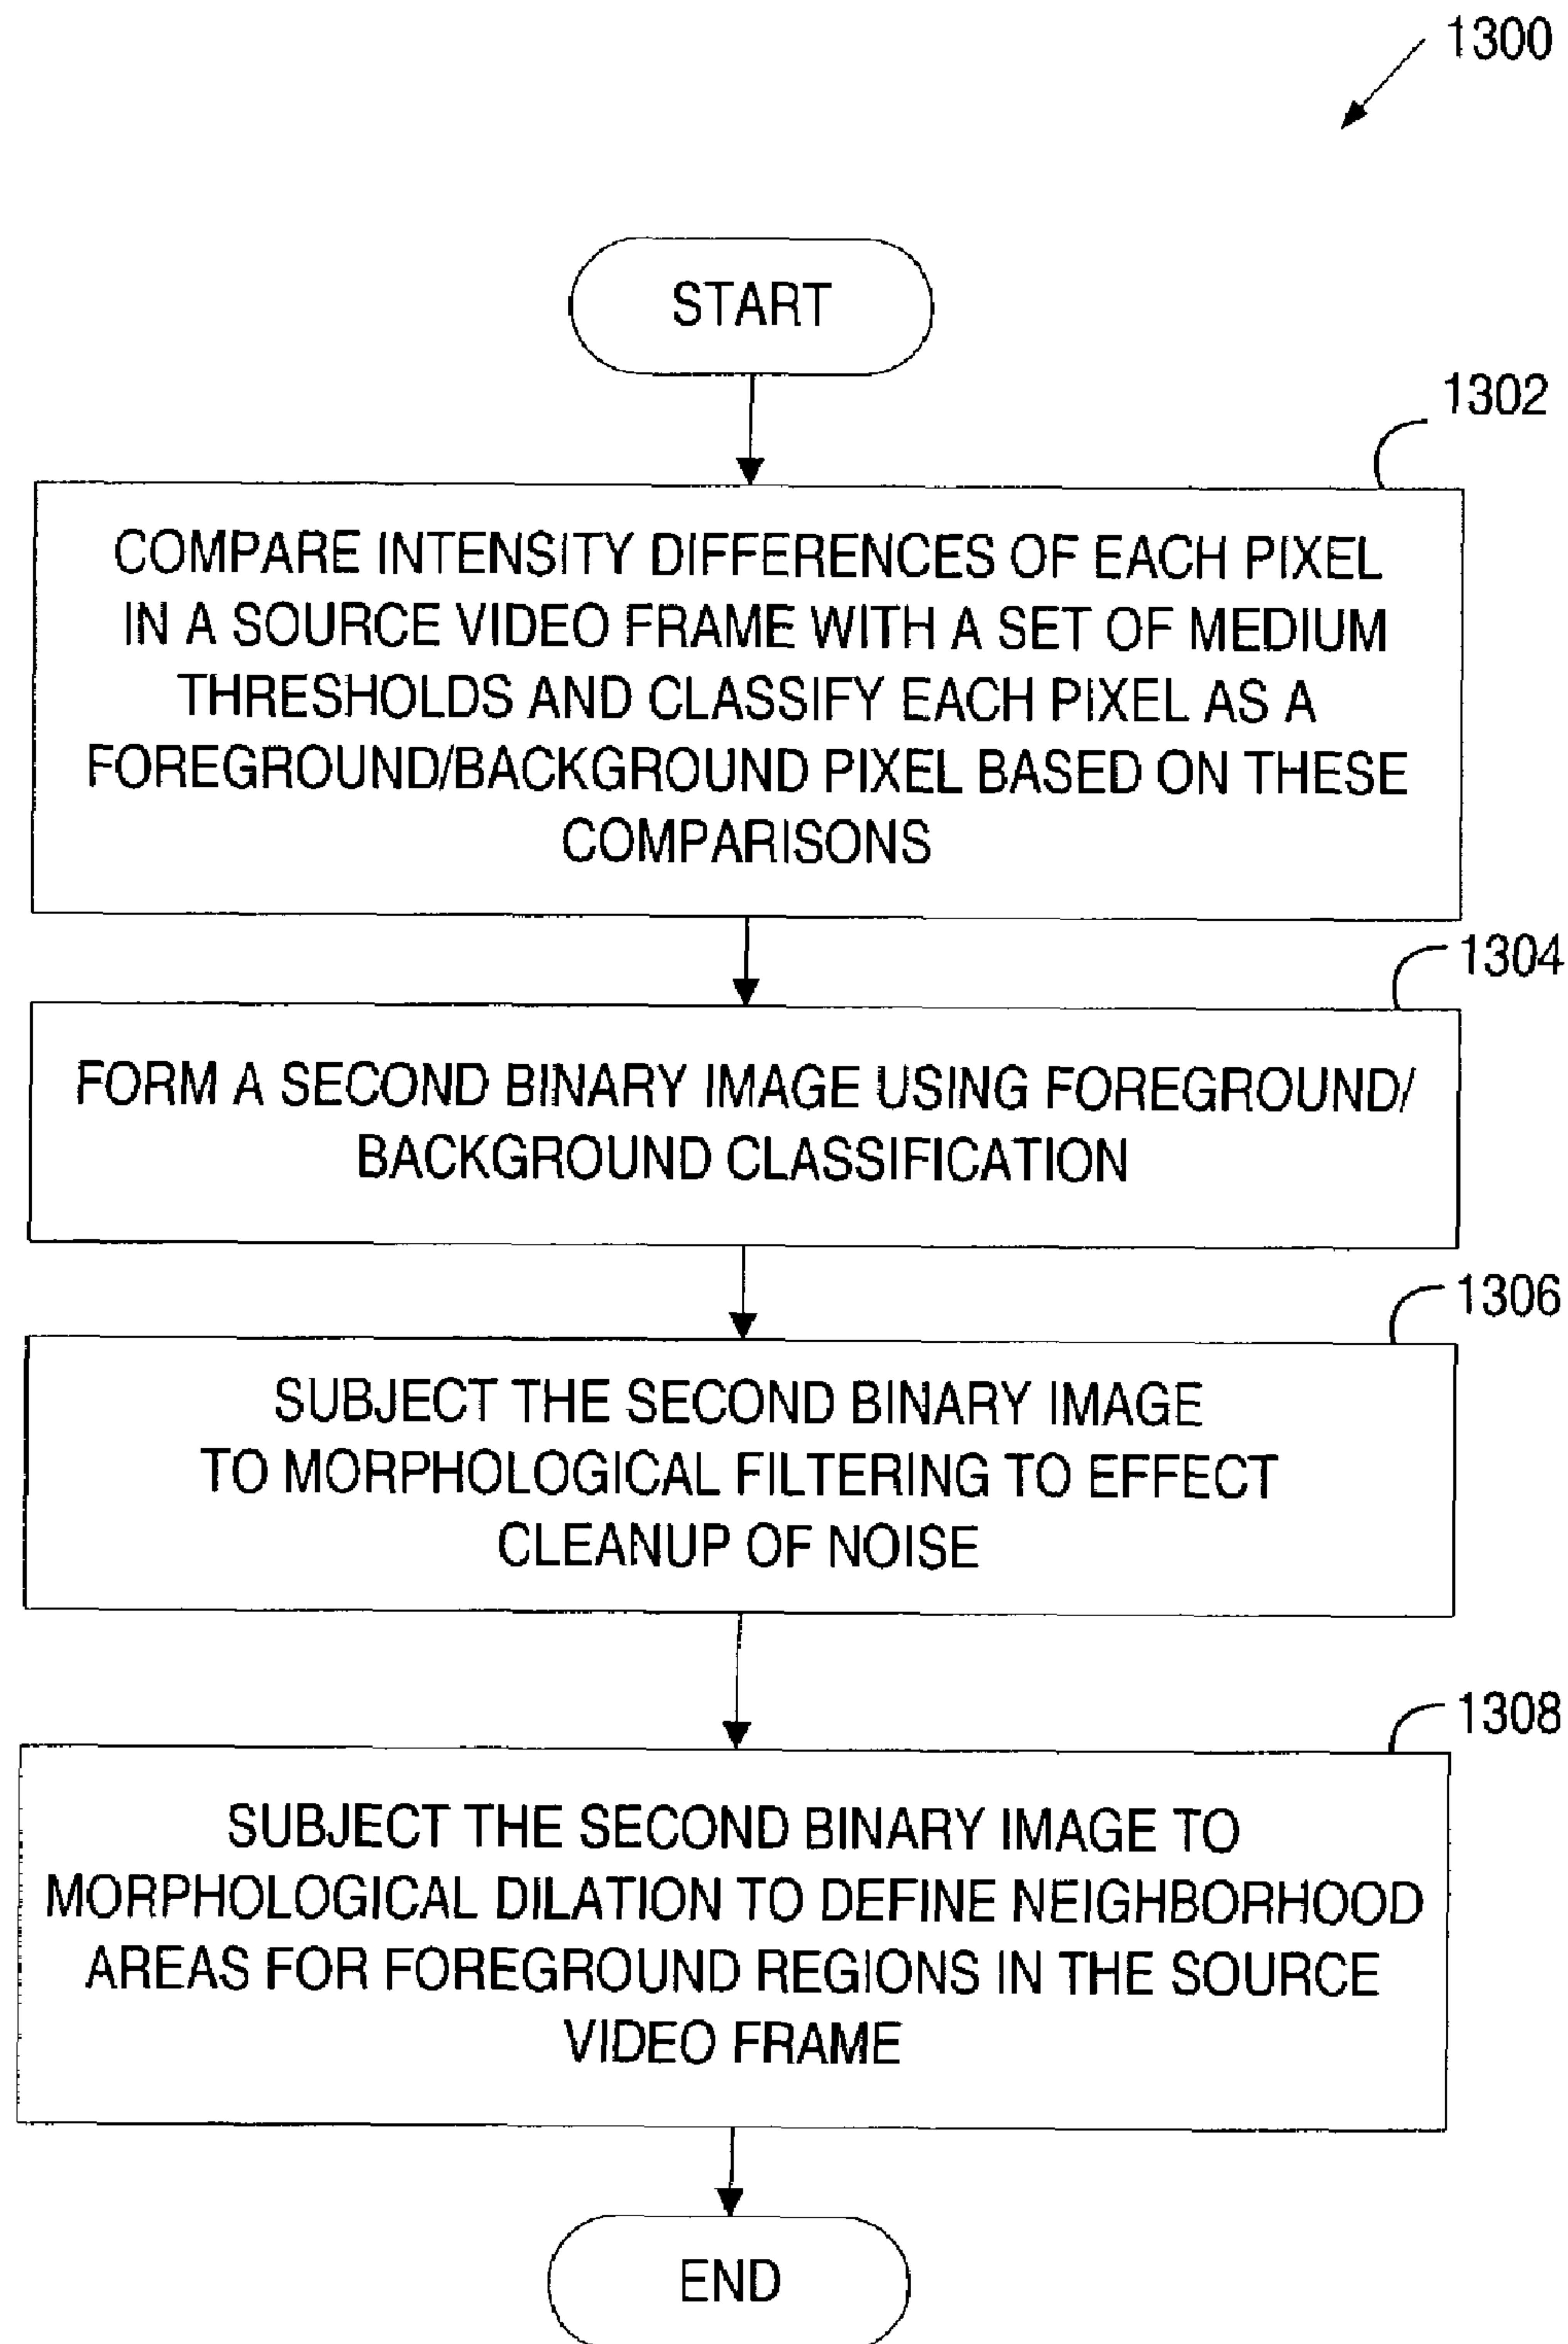 1300
START
1302
COMPARE INTENSITY DIFFERENCES OF EACH PIXEL
IN A SOURCE VIDEO FRAME WITH A SET OF MEDIUM
THRESHOLDS AND CLASSIFY EACH PIXEL AS A
FOREGROUND/BACKGROUND PIXEL BASED ON THESE
COMPARISONS
1304
FORM A SECOND BINARY IMAGE USING FOREGROUND/
BACKGROUND CLASSIFICATION
1306
SUBJECT THE SECOND BINARY IMAGE
TO MORPHOLOGICAL FILTERING TO EFFECT
CLEANUP OF NOISE
1308
SUBJECT THE SECOND BINARY IMAGE TO
MORPHOLOGICAL DILATION TO DEFINE NEIGHBORHOOD
AREAS FOR FOREGROUND REGIONS IN THE SOURCE
VIDEO FRAME
END